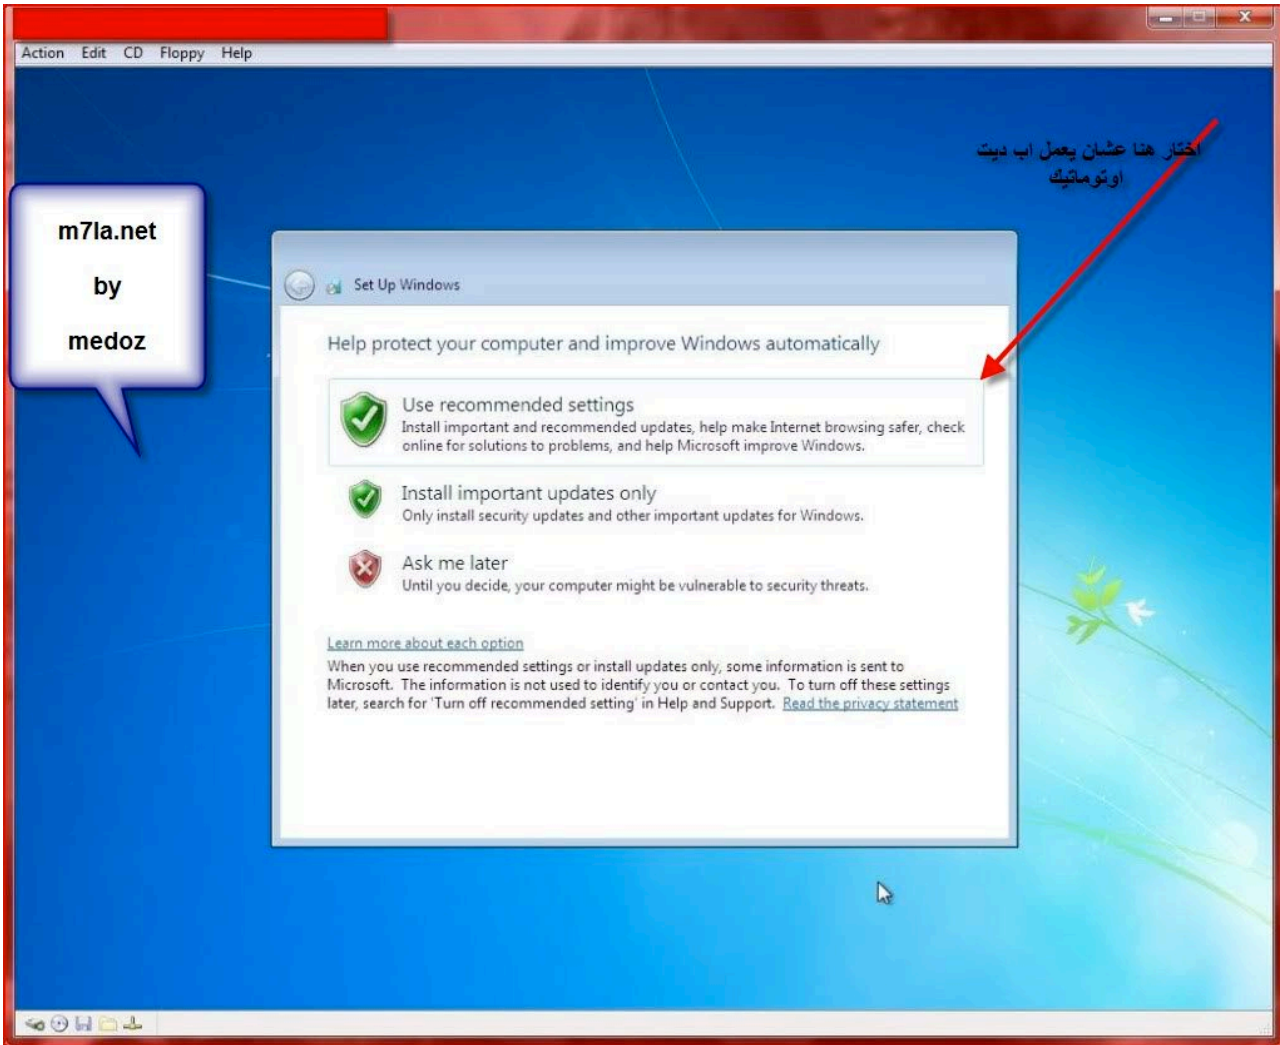 Action Edit CD Floppy Help
اختار هنا عشان يعمل اب ديت
اوتوماتيك
m7la.net
by
medoz
Set Up Windows
Help protect your computer and improve Windows automatically
Use recommended settings
Install important and recommended updates, help make Internet browsing safer, check
online for solutions to problems, and help Microsoft improve Windows.
Install important updates only
Only install security updates and other important updates for Windows.
Ask me later
Until you decide, your computer might be vulnerable to security threats.
Learn more about each option
When you use recommended settings or install updates only, some information is sent to
Microsoft. The information is not used to identify you or contact you. To turn off these settings
later, search for 'Turn off recommended setting' in Help and Support. Read the privacy statement